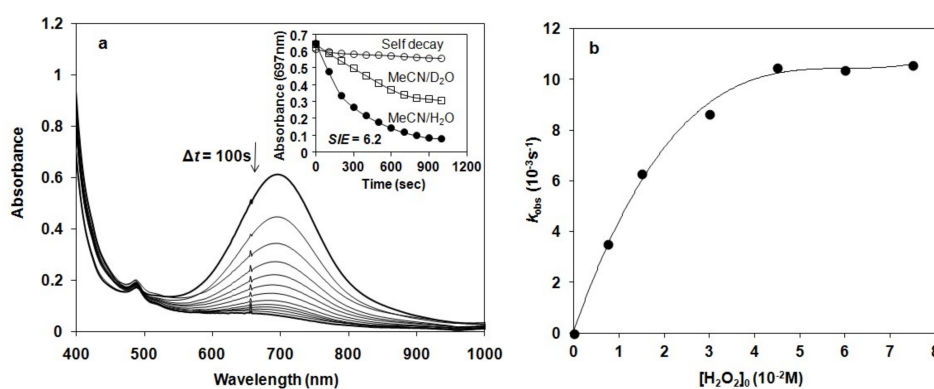 a
1.2
1
0.8
0.6
0.4
0.2
0
Absorbance
400 500 600 700 800 900 1000
Wavelength (nm)
Δt = 100s
0.7
0.6
0.5
0.4
0.3
0.2
0.1
0
Absorbance (697nm)
Self decay
MeCN/D₂O
MeCN/H₂O
SIE = 6.2
0 300 600 900 1200
Time (sec)
b
12
10
8
6
4
2
0
k_obs (10⁻³s⁻¹)
0 1 2 3 4 5 6 7 8
[H₂O₂]₀ (10⁻²M)